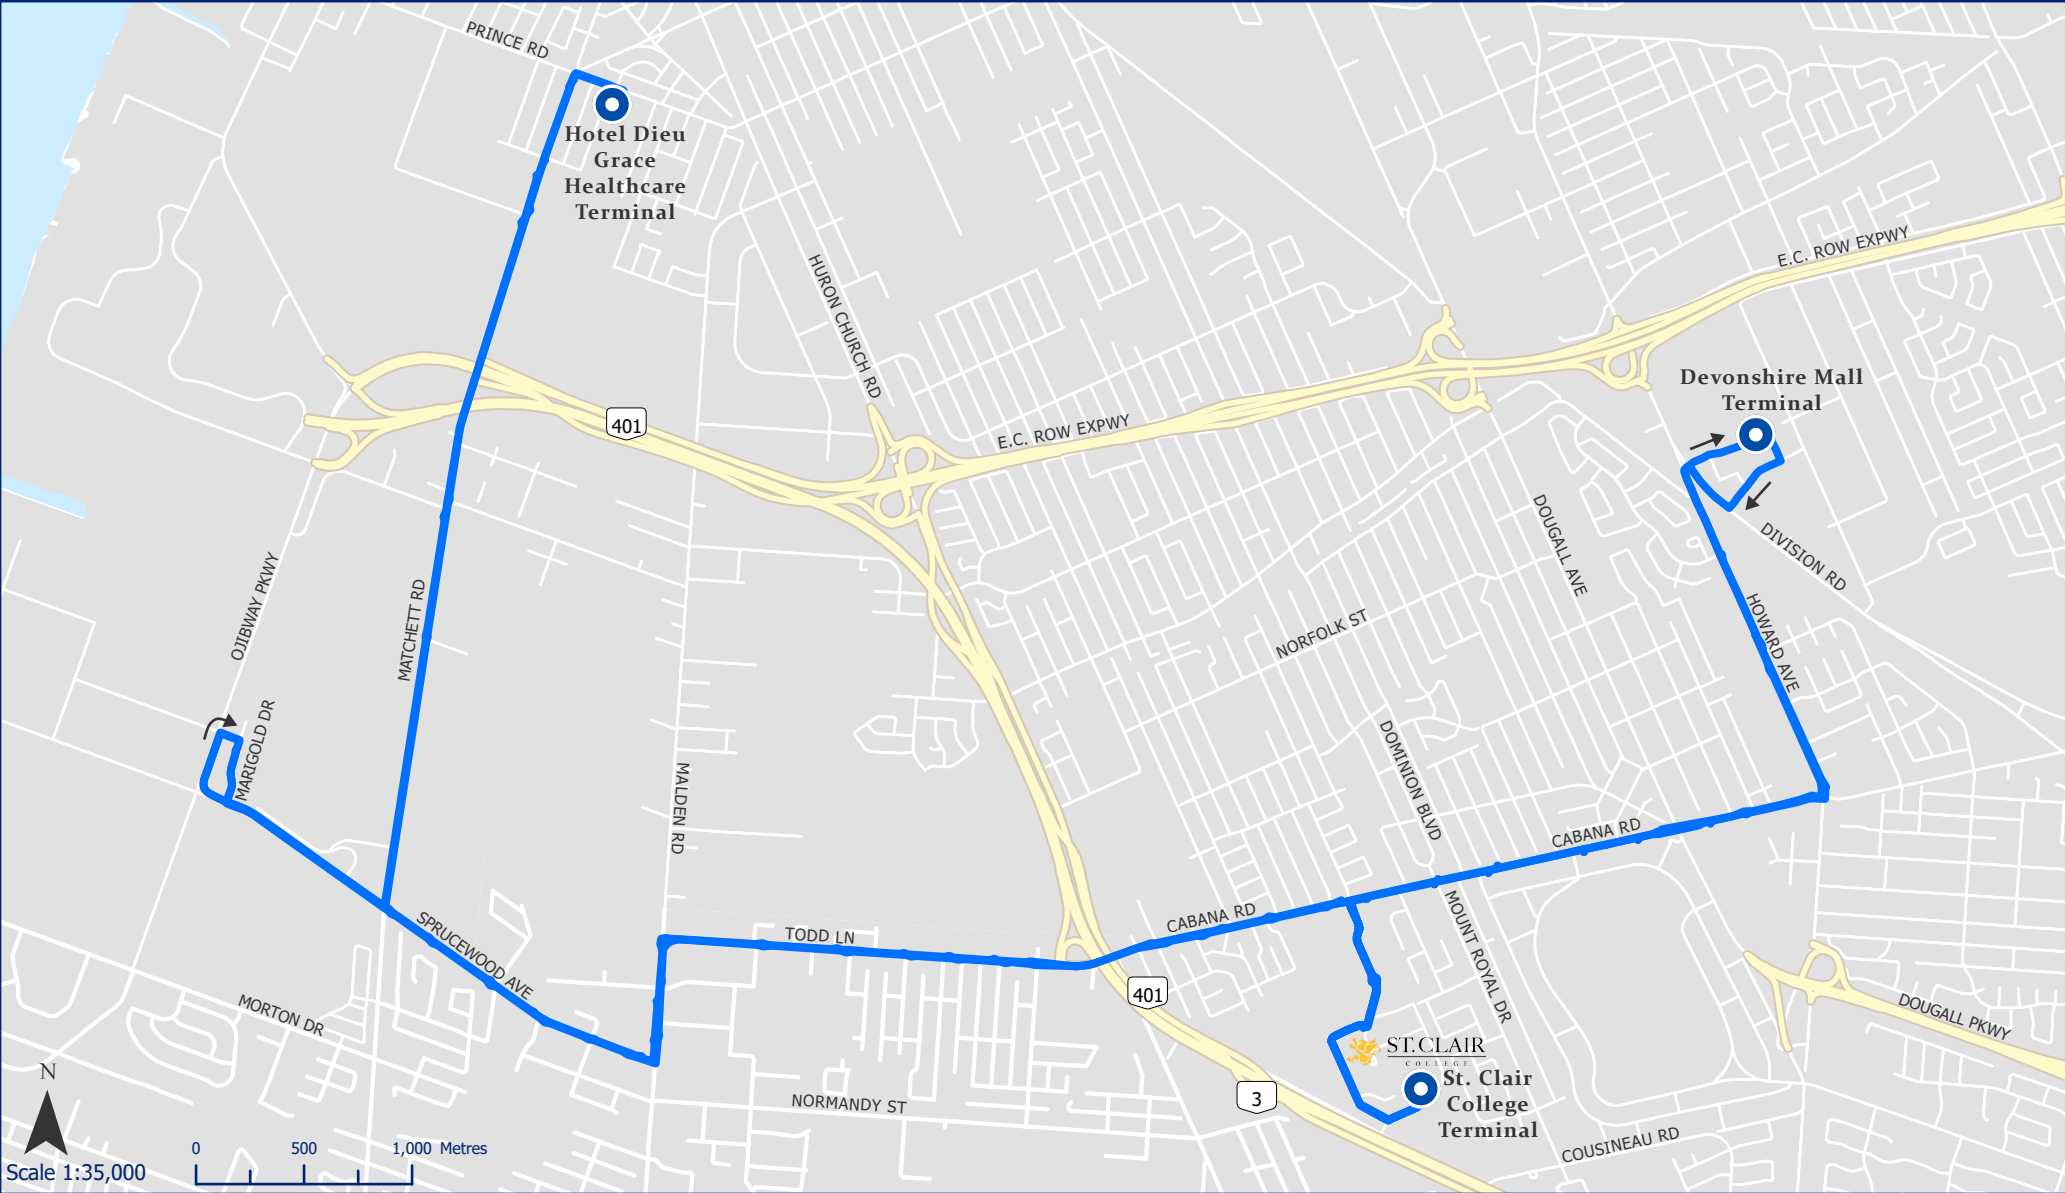 PRINCE RD
Hotel Dieu
Grace
Healthcare
Terminal
HURON CHURCH RD
E.C. ROW EXPWY
Devonshire Mall
Terminal
401
E.C. ROW EXPWY
DOUGALL AVE
DIVISION RD
OJIBWAY PKWY
MATCHETT RD
HOWARD AVE
NORFOLK ST
MARIGOLD DR
DOMINION BLVD
MALDEN RD
CABANA RD
SPRUCEWOOD AVE
TODD LN
CABANA RD
MOUNT ROYAL DR
401
MORTON DR
DOUGALL PKWY
ST. CLAIR
COLLEGE
St. Clair
College
Terminal
N
3
NORMANDY ST
COUSINEAU RD
0 500 1,000 Metres
Scale 1:35,000